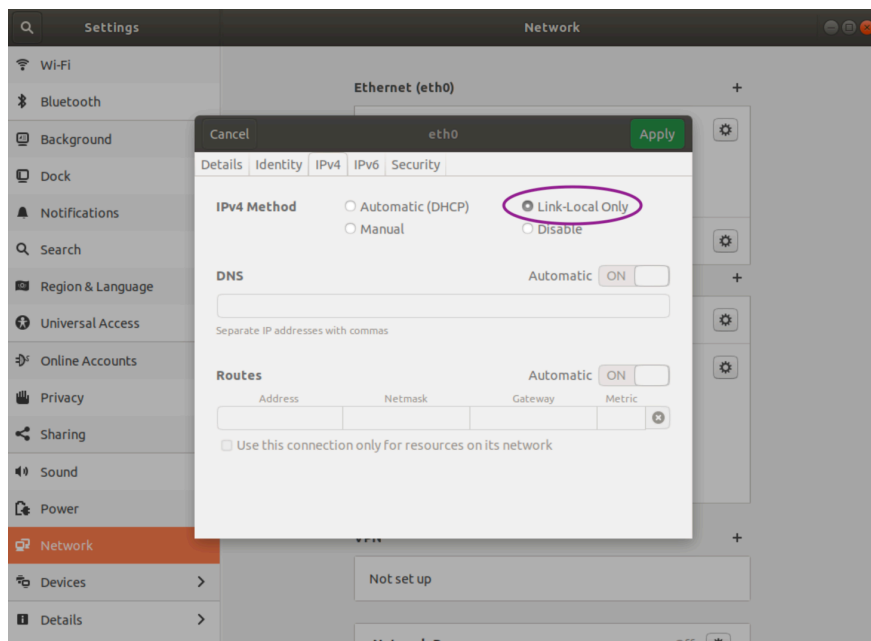 Settings
Network
Wi-Fi
Bluetooth
Background
Dock
Notifications
Search
Region & Language
Universal Access
Online Accounts
Privacy
Sharing
Sound
Power
Network
Devices
Details
Ethernet (eth0)
Cancel
eth0
Apply
Details Identity IPv4 IPv6 Security
IPv4 Method Automatic (DHCP) Link-Local Only
Manual Disable
DNS Automatic ON
Separate IP addresses with commas
Routes Automatic ON
Address Netmask Gateway Metric
Use this connection only for resources on its network
VPN
Not set up